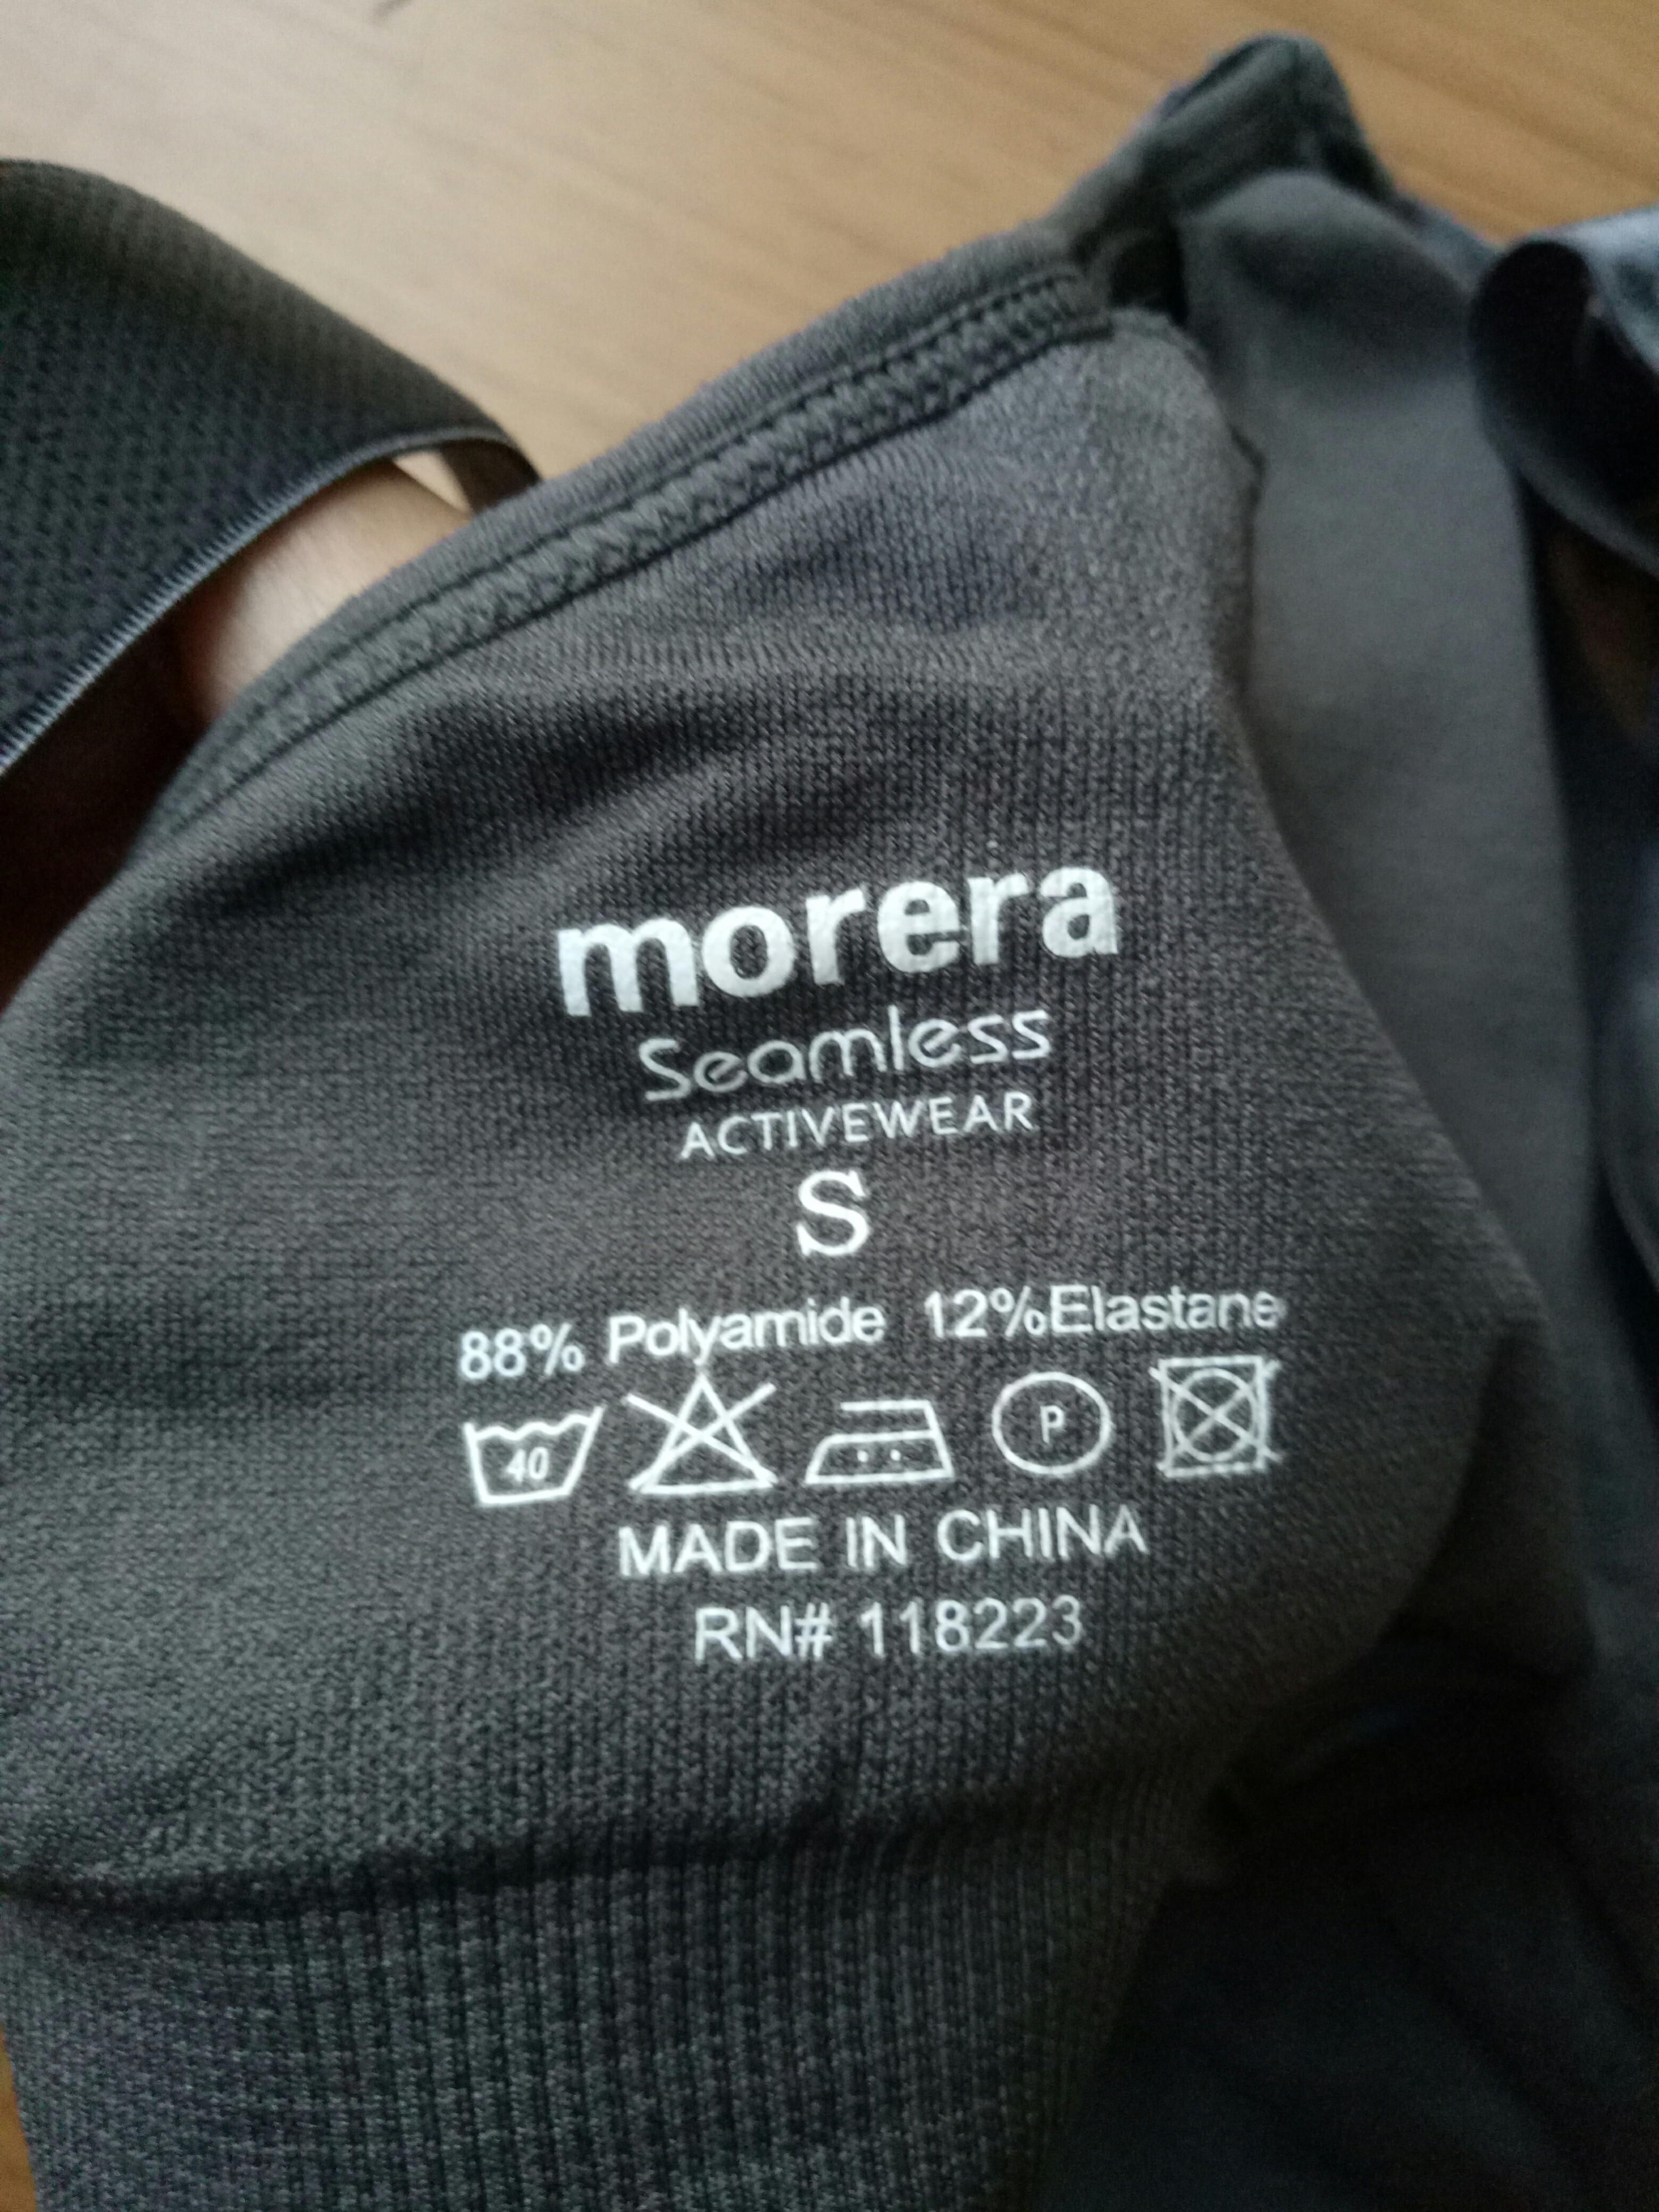 morera
Seamless
ACTIVEWEAR
S
88% Polyamide 12%Elastane
40 P
MADE IN CHINA
RN# 118223